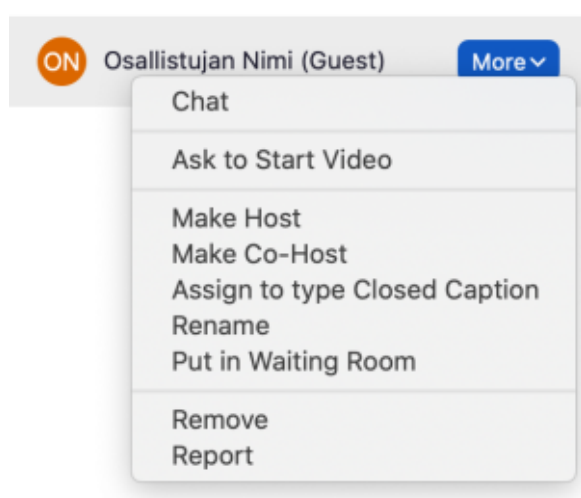 ON Osallistujan Nimi (Guest) More
Chat
Ask to Start Video
Make Host
Make Co-Host
Assign to type Closed Caption
Rename
Put in Waiting Room
Remove
Report